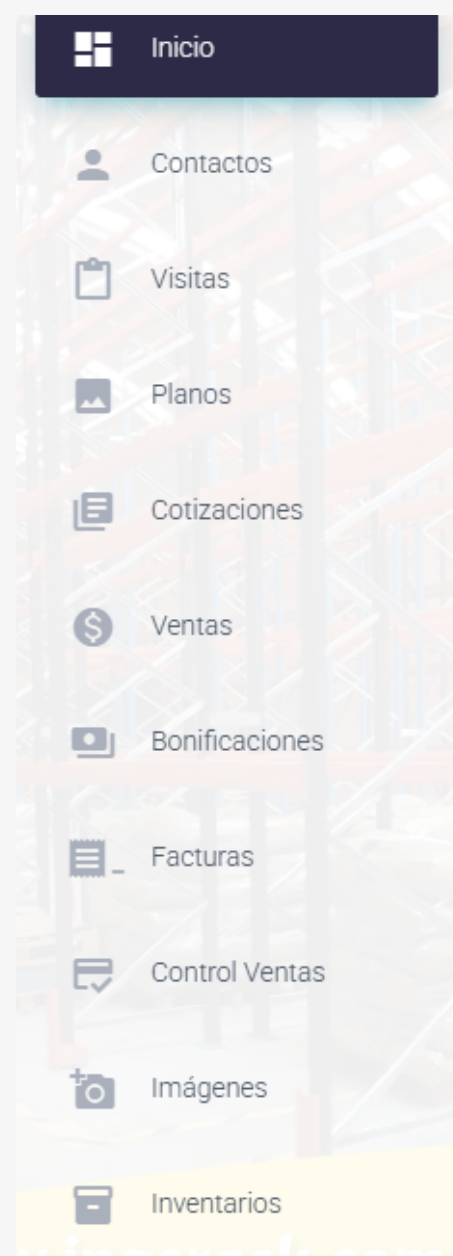 Inicio
Contactos
Visitas
Planos
Cotizaciones
Ventas
Bonificaciones
Facturas
Control Ventas
Imágenes
Inventarios